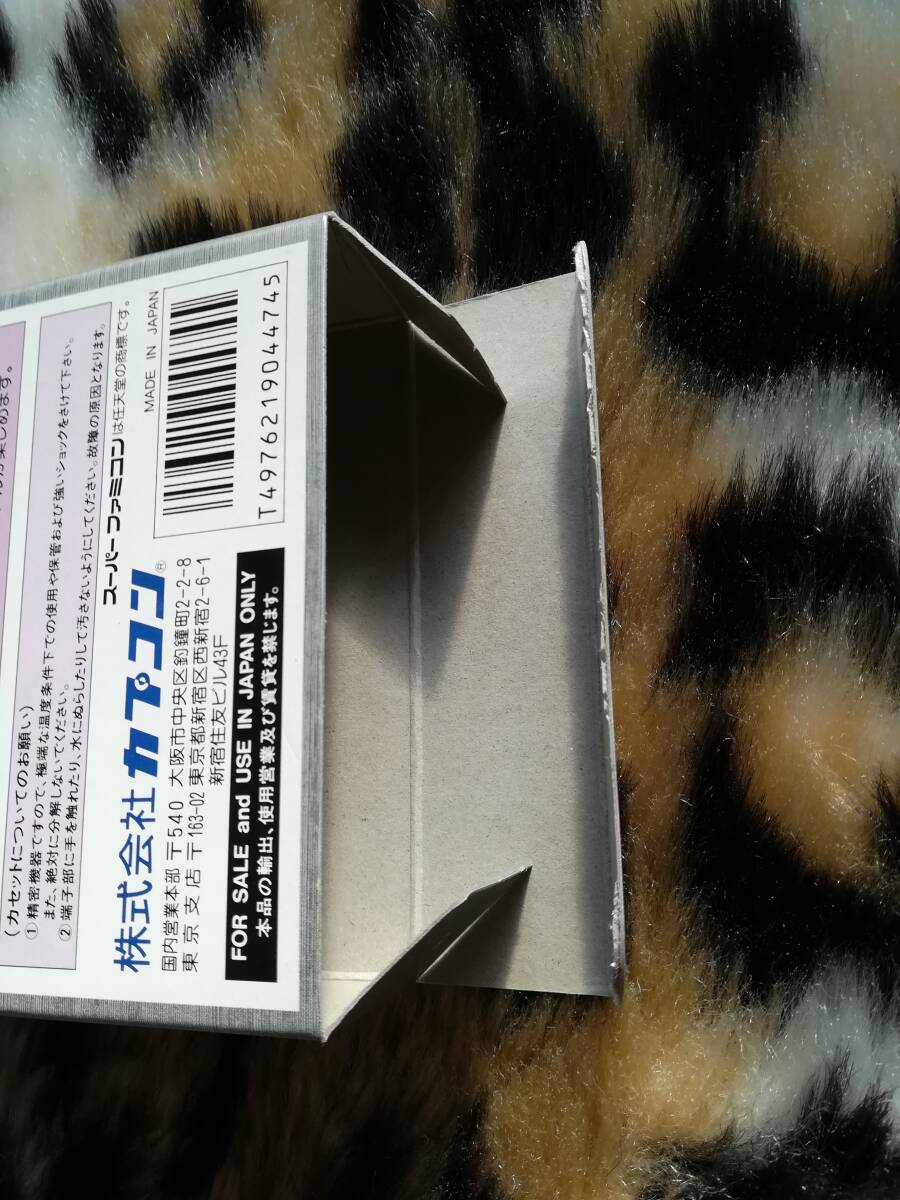 んが楽しめます。
(カセットについてのお願い)
①精密機器ですので、極端な温度条件下での使用や保管および強いショックをさけて下さい。
また、絶対に分解しないでください。
②端子部に手を触れたり、水にぬらしたりして汚さないようにしてください。故障の原因となります。
スーパーファミコンは任天堂の商標です。
株式会社カプコン®
MADE IN JAPAN
国内営業本部 〒540 大阪市中央区釣鐘町2-2-8
東京支店 〒163-02 東京都新宿区西新宿2-6-1
新宿住友ビル43F
T4976219044745
FOR SALE and USE IN JAPAN ONLY
本品の輸出、使用営業及び賃貸を禁じます。